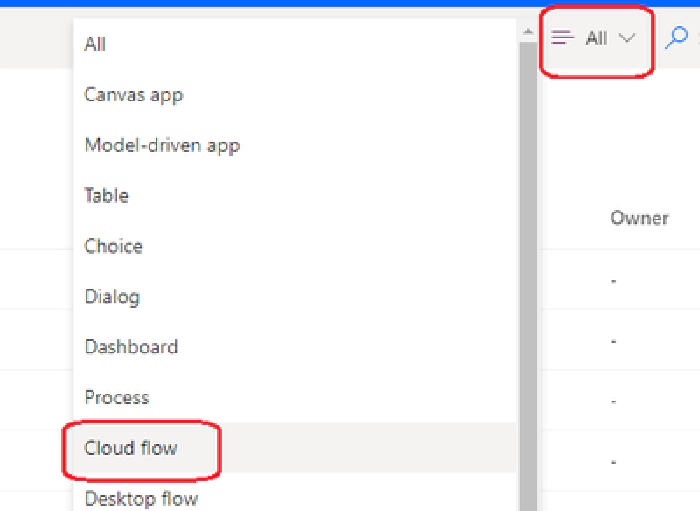 All
All
Canvas app
Model-driven app
Table
Owner
Choice
Dialog
Dashboard
Process
Cloud flow
Desktop flow